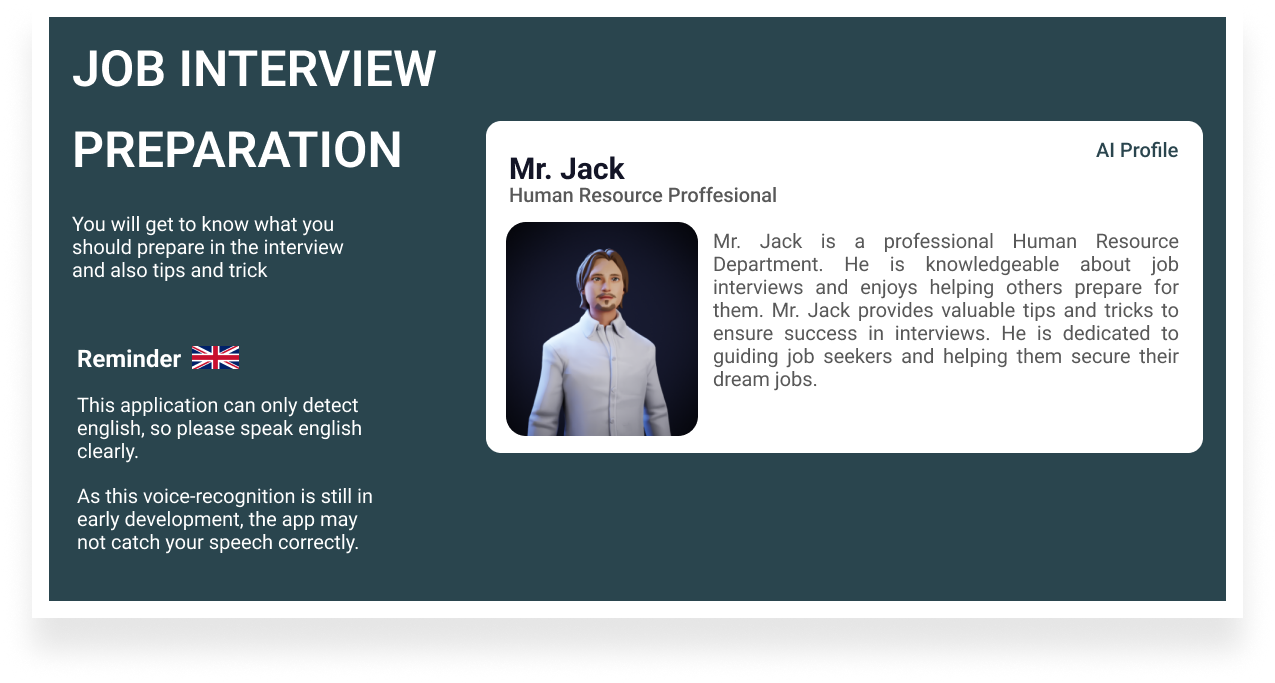 JOB INTERVIEW
PREPARATION
You will get to know what you
should prepare in the interview
and also tips and trick
Reminder
This application can only detect
english, so please speak english
clearly.
As this voice-recognition is still in
early development, the app may
not catch your speech correctly.
AI Profile
Mr. Jack
Human Resource Proffesional
Mr. Jack is a professional Human Resource
Department. He is knowledgeable about job
interviews and enjoys helping others prepare for
them. Mr. Jack provides valuable tips and tricks to
ensure success in interviews. He is dedicated to
guiding job seekers and helping them secure their
dream jobs.